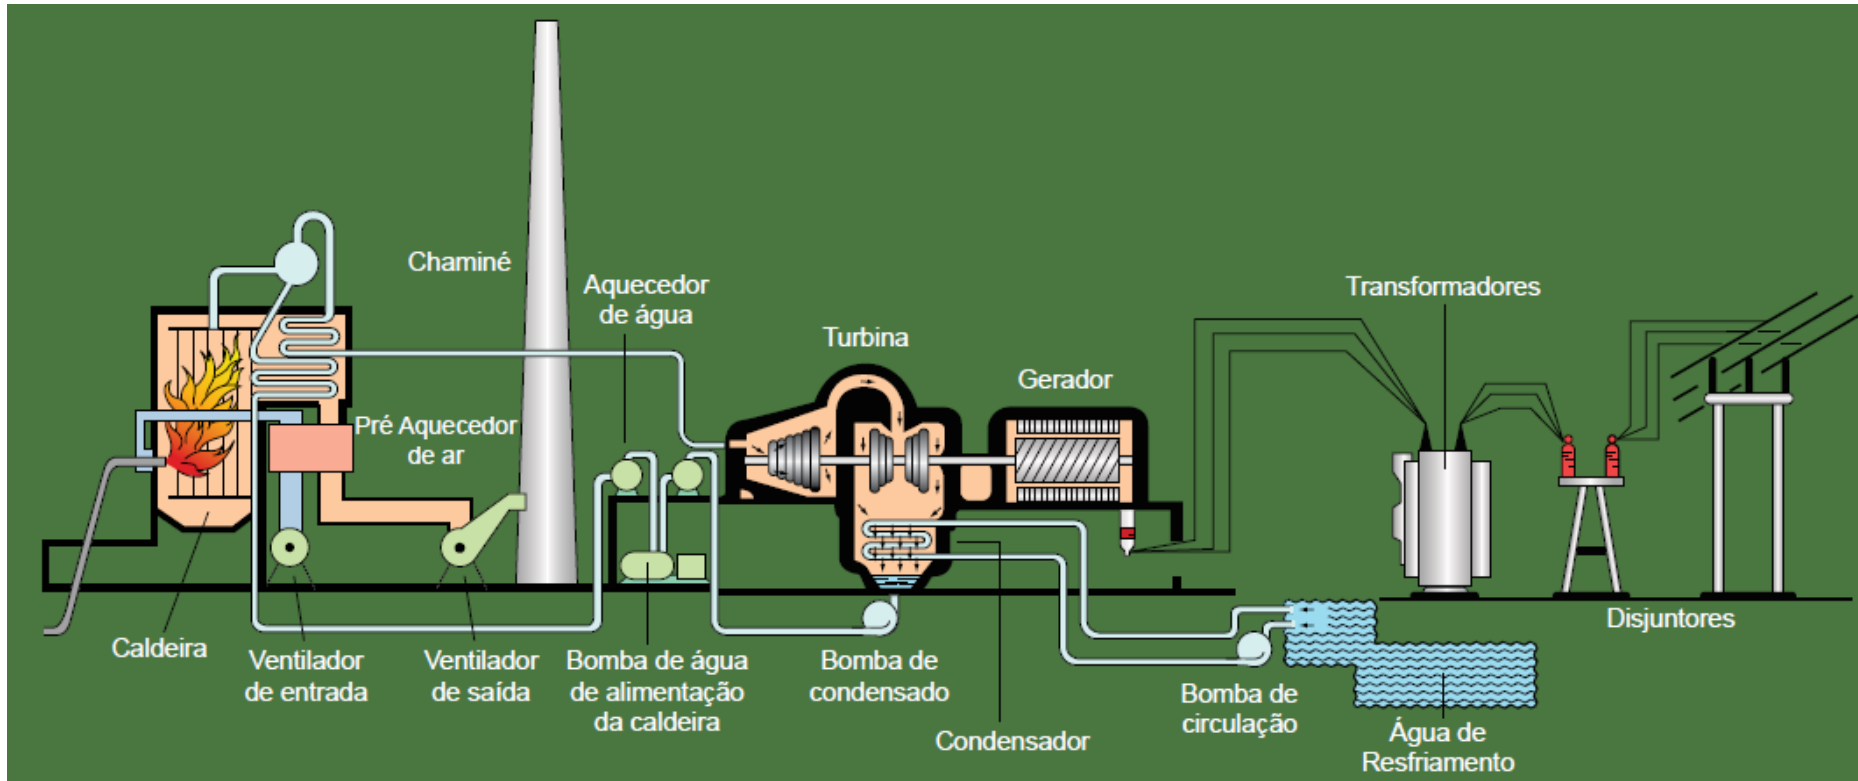 Chaminé
Aquecedor
de água
Transformadores
Turbina
Gerador
Pré Aquecedor
de ar
Caldeira
Ventilador
de entrada
Ventilador
de saída
Bomba de água
de alimentação
da caldeira
Bomba de
condensado
Condensador
Bomba de
circulação
Água de
Resfriamento
Disjuntores